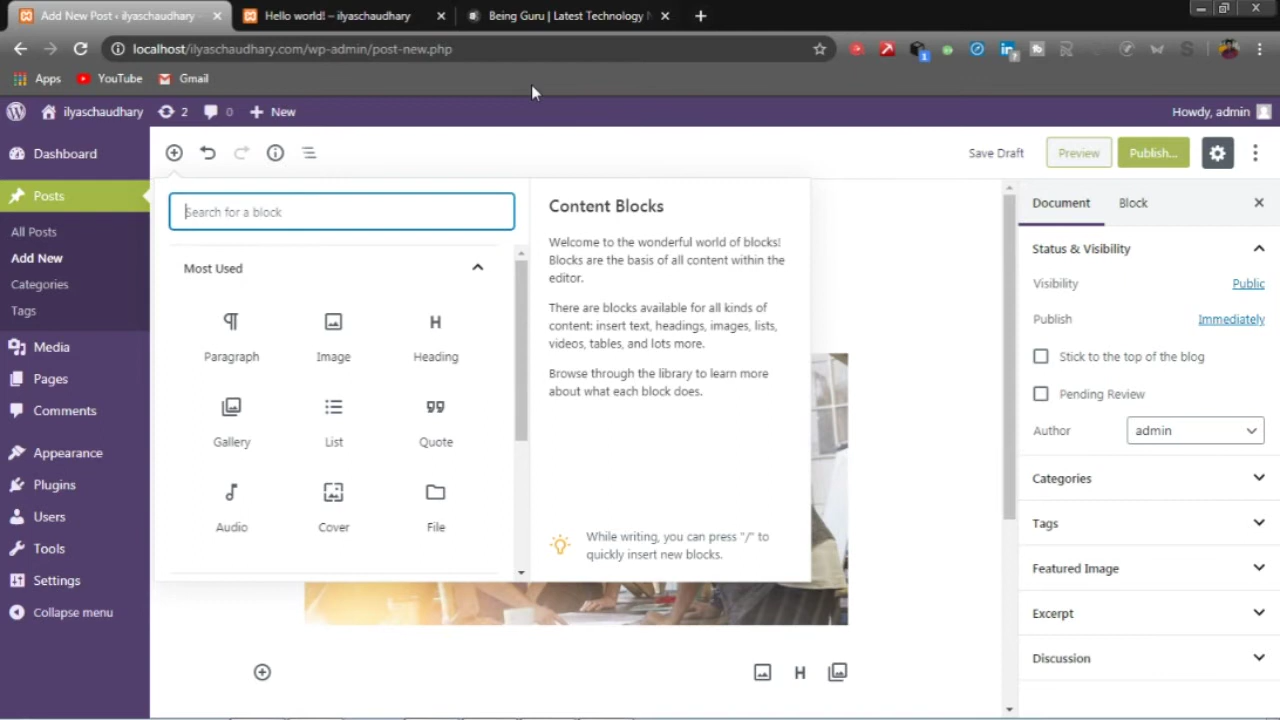 Add New Post ‹ ilyaschaudhary
Hello world! – ilyaschaudhary
Being Guru | Latest Technology
localhost/ilyaschaudhary.com/wp-admin/post-new.php
Apps
YouTube
Gmail
ilyaschaudhary
2
0
New
Howdy, admin
Dashboard
Posts
All Posts
Add New
Categories
Tags
Media
Pages
Comments
Appearance
Plugins
Users
Tools
Settings
Collapse menu
Save Draft
Preview
Publish...
Search for a block
Most Used
Paragraph
Image
Heading
Gallery
List
Quote
Audio
Cover
File
Content Blocks
Welcome to the wonderful world of blocks!
Blocks are the basis of all content within the
editor.
There are blocks available for all kinds of
content: insert text, headings, images, lists,
videos, tables, and lots more.
Browse through the library to learn more
about what each block does.
While writing, you can press "/" to
quickly insert new blocks.
Document
Block
Status & Visibility
Visibility
Public
Publish
Immediately
Stick to the top of the blog
Pending Review
Author
admin
Categories
Tags
Featured Image
Excerpt
Discussion